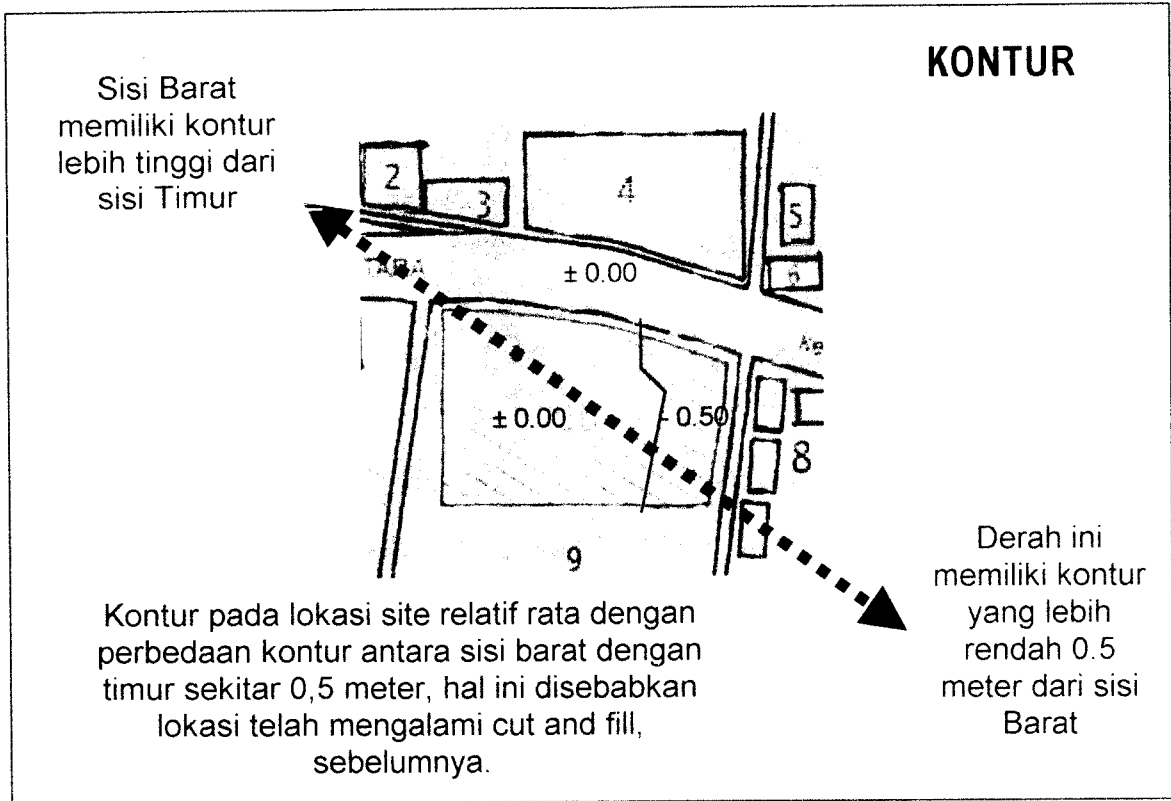 KONTUR
Sisi Barat
memiliki kontur
lebih tinggi dari
sisi Timur
2
3
4
5
6
± 0.00
± 0.00
- 0.50
8
9
Derah ini
memiliki kontur
yang lebih
rendah 0.5
meter dari sisi
Barat
Kontur pada lokasi site relatif rata dengan
perbedaan kontur antara sisi barat dengan
timur sekitar 0,5 meter, hal ini disebabkan
lokasi telah mengalami cut and fill,
sebelumnya.